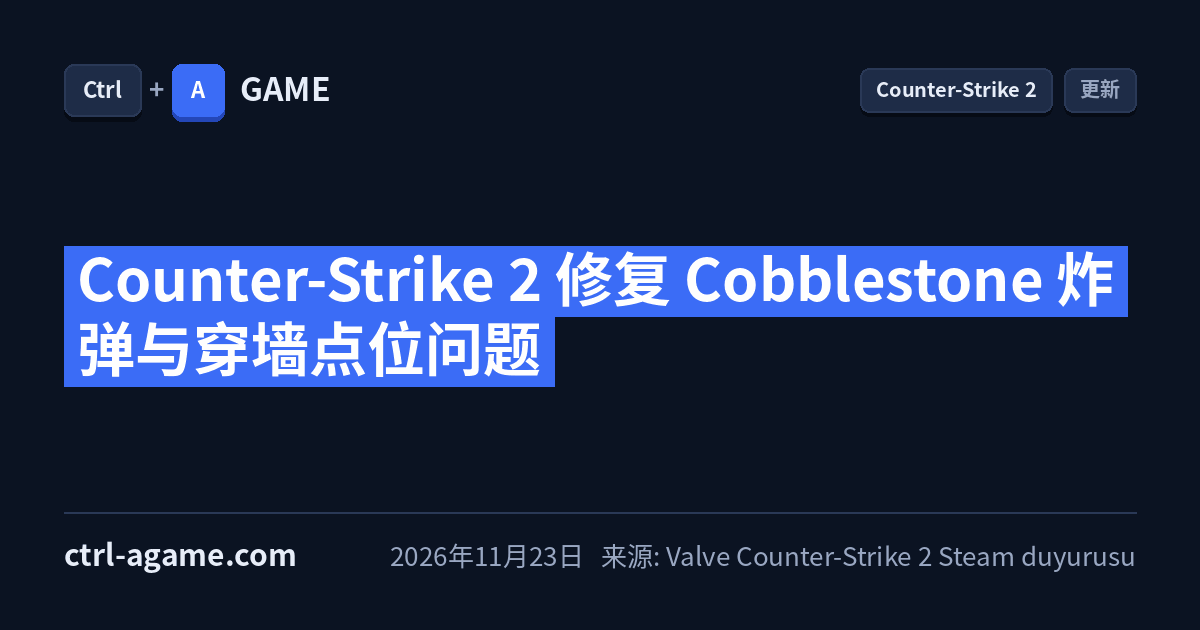 Ctrl + A GAME
Counter-Strike 2 更新
Counter-Strike 2 修复 Cobblestone 炸
弹与穿墙点位问题
ctrl-agame.com
2026年11月23日 来源: Valve Counter-Strike 2 Steam duyurusu